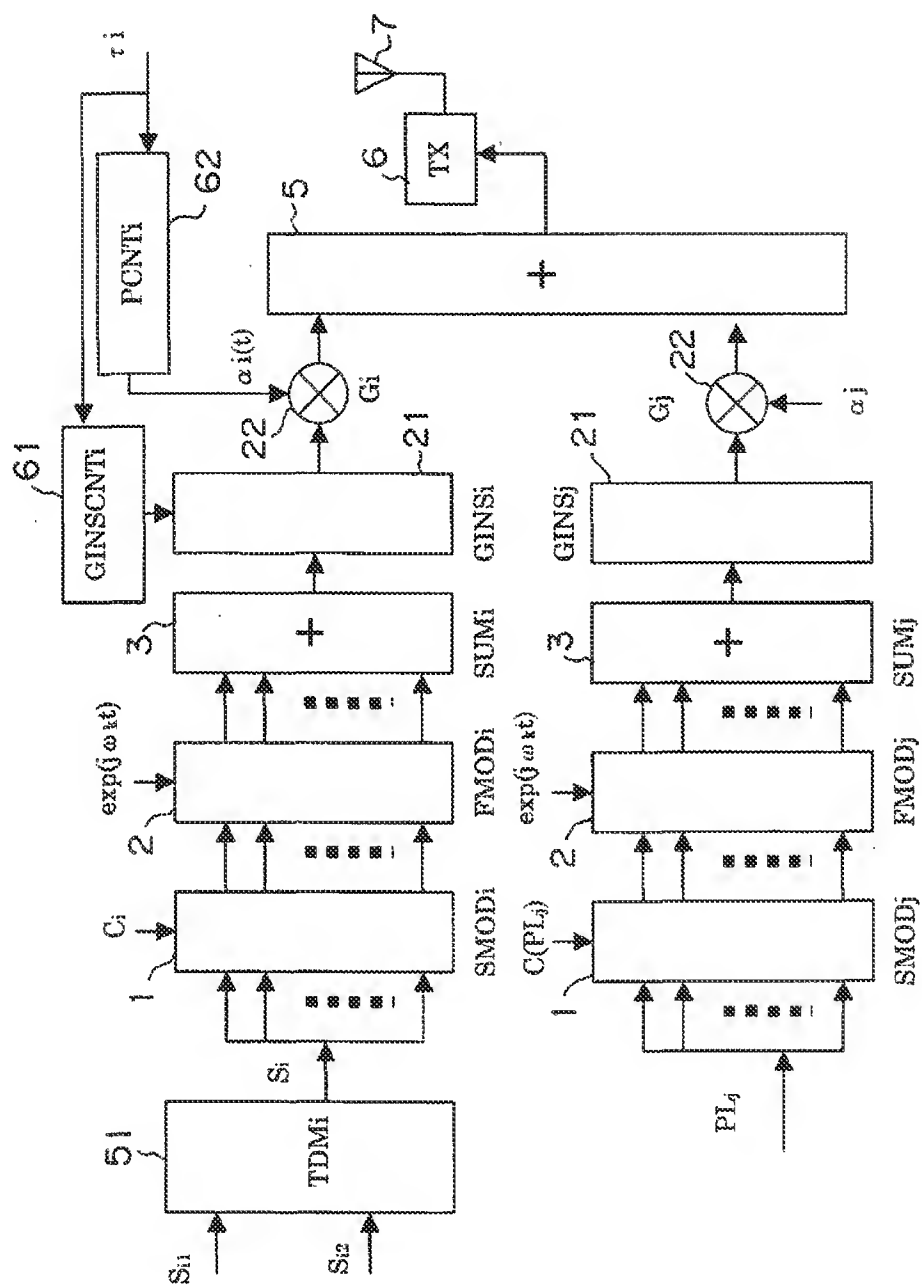 τi
61
GINSCNTi
PCNTi
62
αi(t)
7
6
TX
5
+
Si1
Si2
51
TDMi
Si
Ci
1
SMODi
exp(jωkt)
2
FMODi
3
+
SUMi
21
GINSi
22
Gi
PLj
C(PLj)
1
SMODj
exp(jωkt)
2
FMODj
3
+
SUMj
GINSj
21
Gj
22
αj